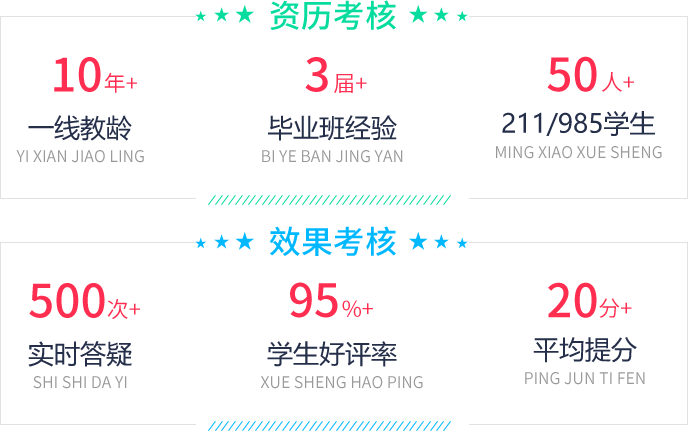 ★ ★ ★ 资历考核 ★ ★ ★
10年+ 3届+ 50人+
一线教龄 毕业班经验 211/985学生
YI XIAN JIAO LING BI YE BAN JING YAN MING XIAO XUE SHENG
★ ★ ★ 效果考核 ★ ★ ★
500次+ 95%+ 20分+
实时答疑 学生好评率 平均提分
SHI SHI DA YI XUE SHENG HAO PING PING JUN TI FEN